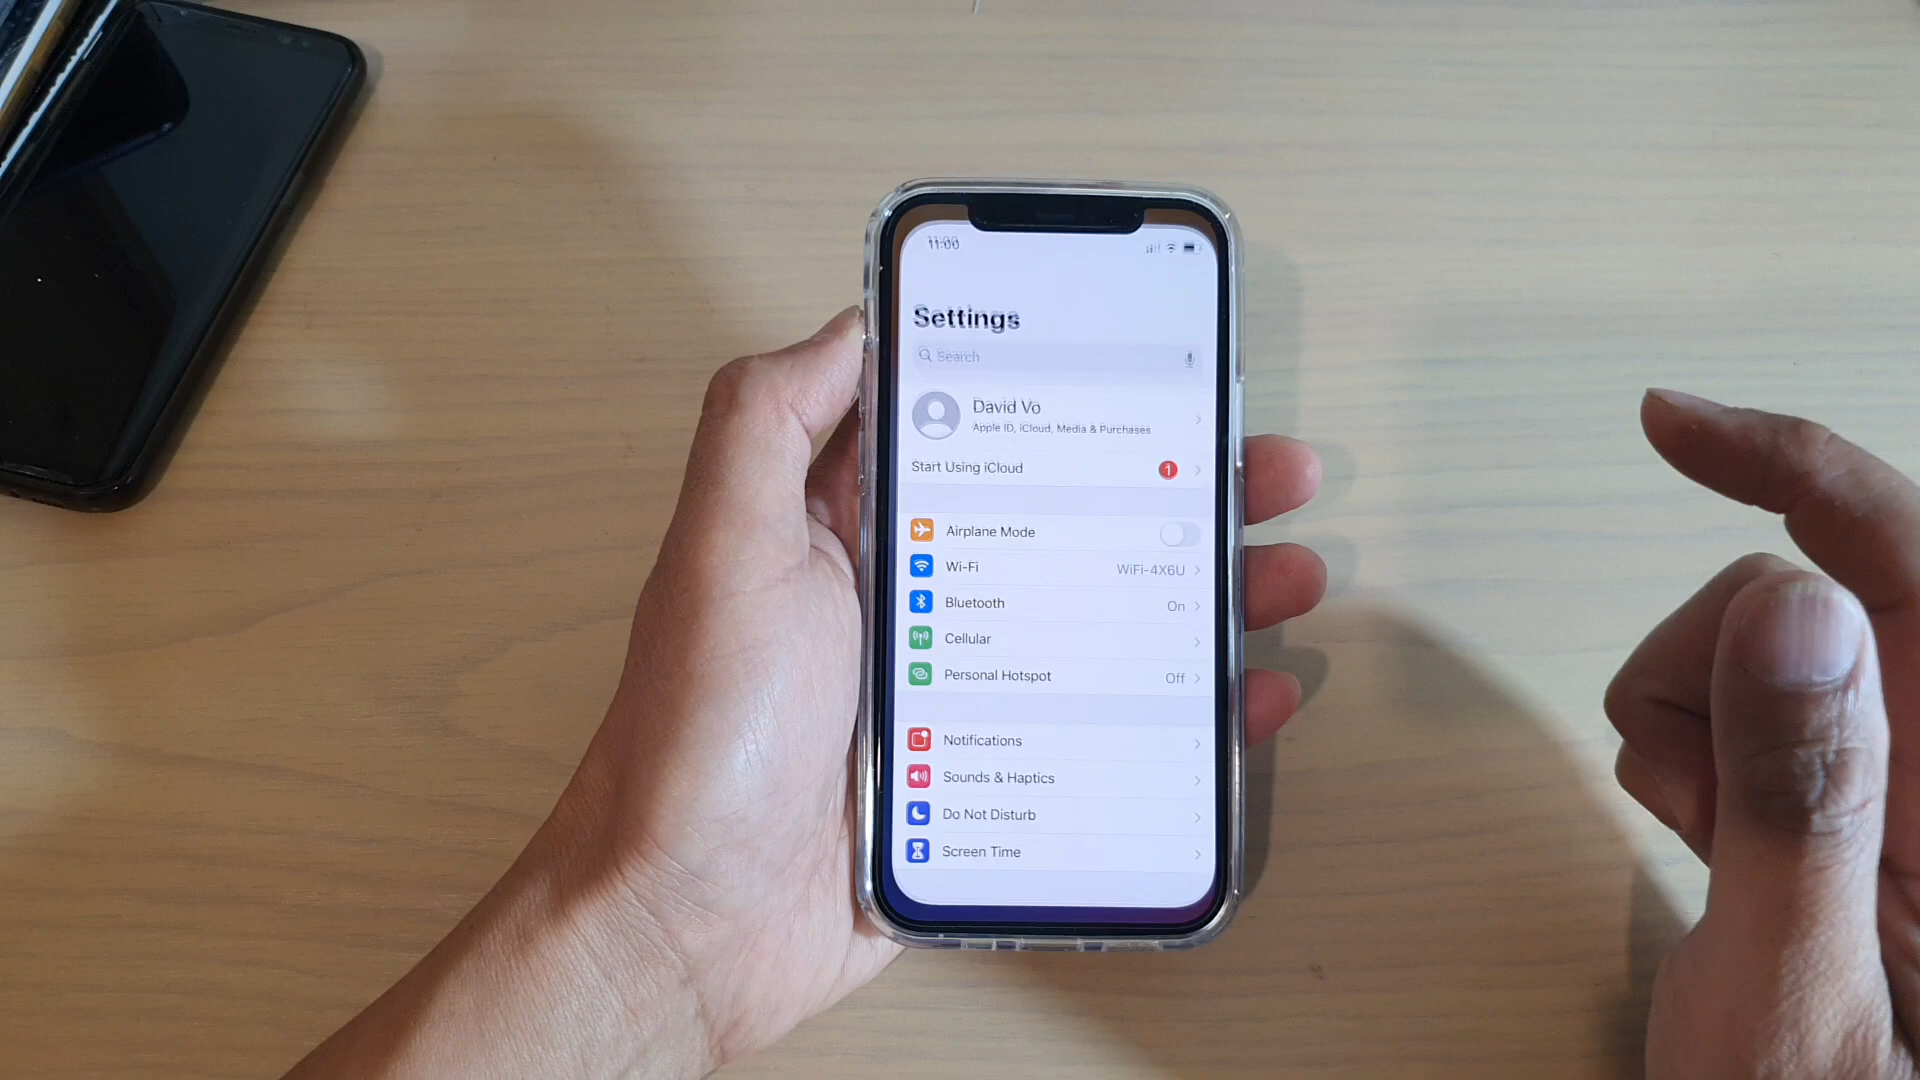 11:00
Settings
Search
David Vo
Apple ID, iCloud, Media & Purchases
Start Using iCloud 1
Airplane Mode
Wi-Fi WiFi-4X6U
Bluetooth On
Cellular
Personal Hotspot Off
Notifications
Sounds & Haptics
Do Not Disturb
Screen Time